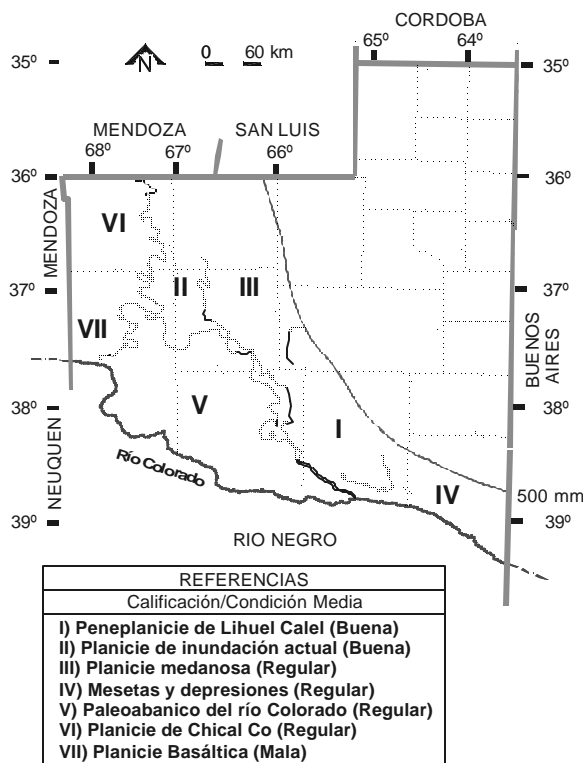 CORDOBA
65º 64º
35º 0 60 km 35º
N
MENDOZA SAN LUIS
68º 67º 66º
36º 36º
MENDOZA
VI
II III
37º 37º
VII
BUENOS AIRES
V
38º I 38º
NEUQUEN
Río Colorado
IV
500 mm
39º 39º
RIO NEGRO
REFERENCIAS
Calificación/Condición Media
I) Peneplanicie de Lihuel Calel (Buena)
II) Planicie de inundación actual (Buena)
III) Planicie medanosa (Regular)
IV) Mesetas y depresiones (Regular)
V) Paleoabanico del río Colorado (Regular)
VI) Planicie de Chical Co (Regular)
VII) Planicie Basáltica (Mala)